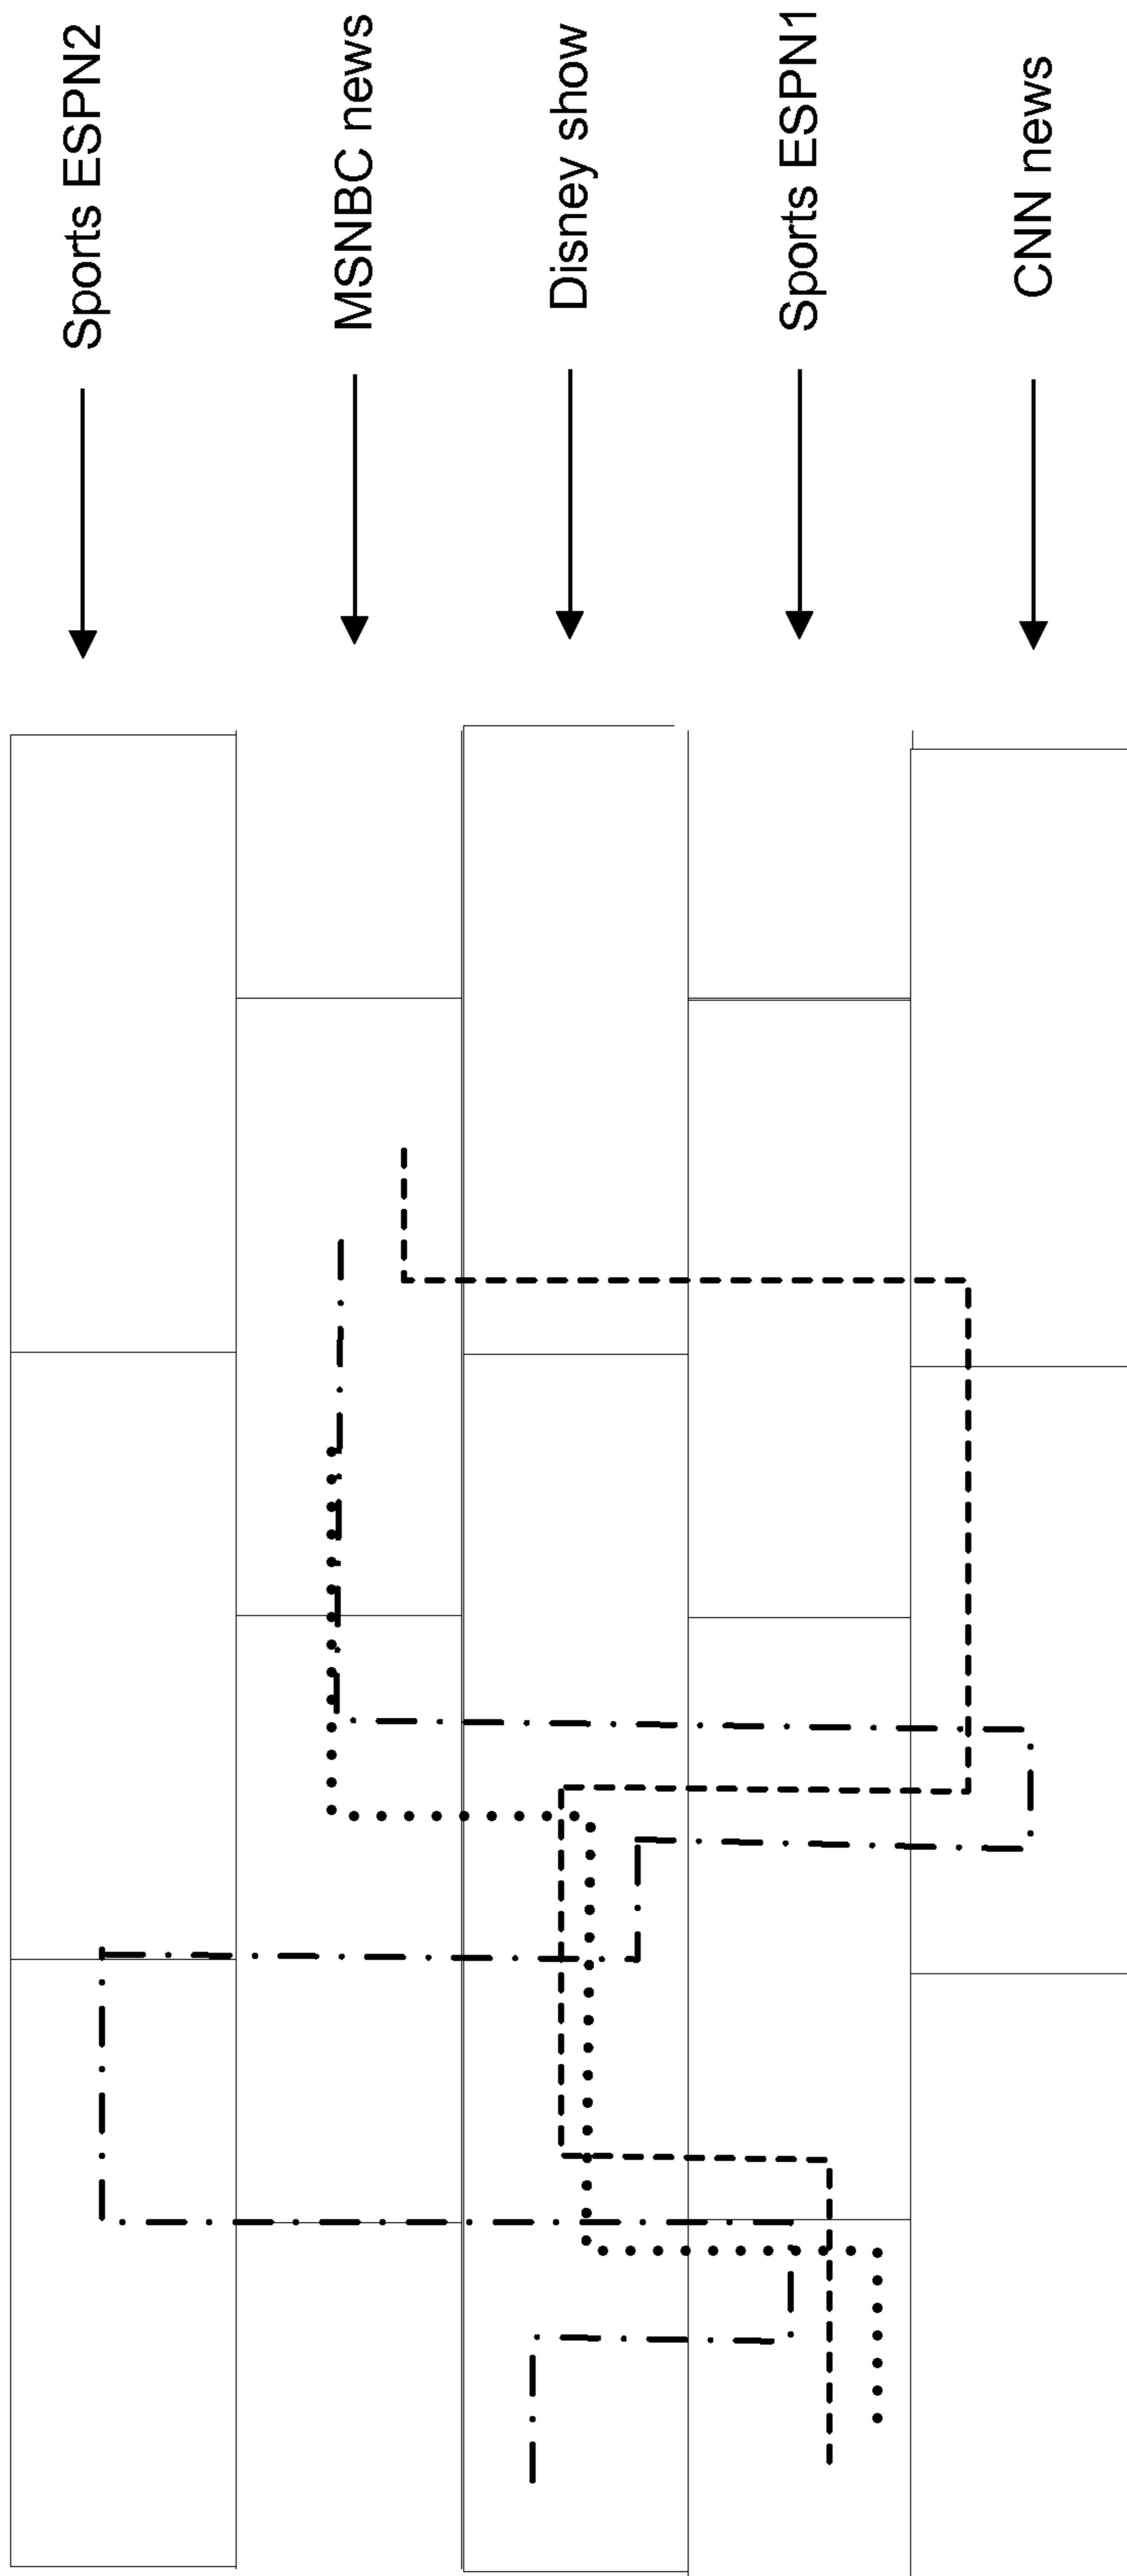 Sports ESPN2
MSNBC news
Disney show
Sports ESPN1
CNN news